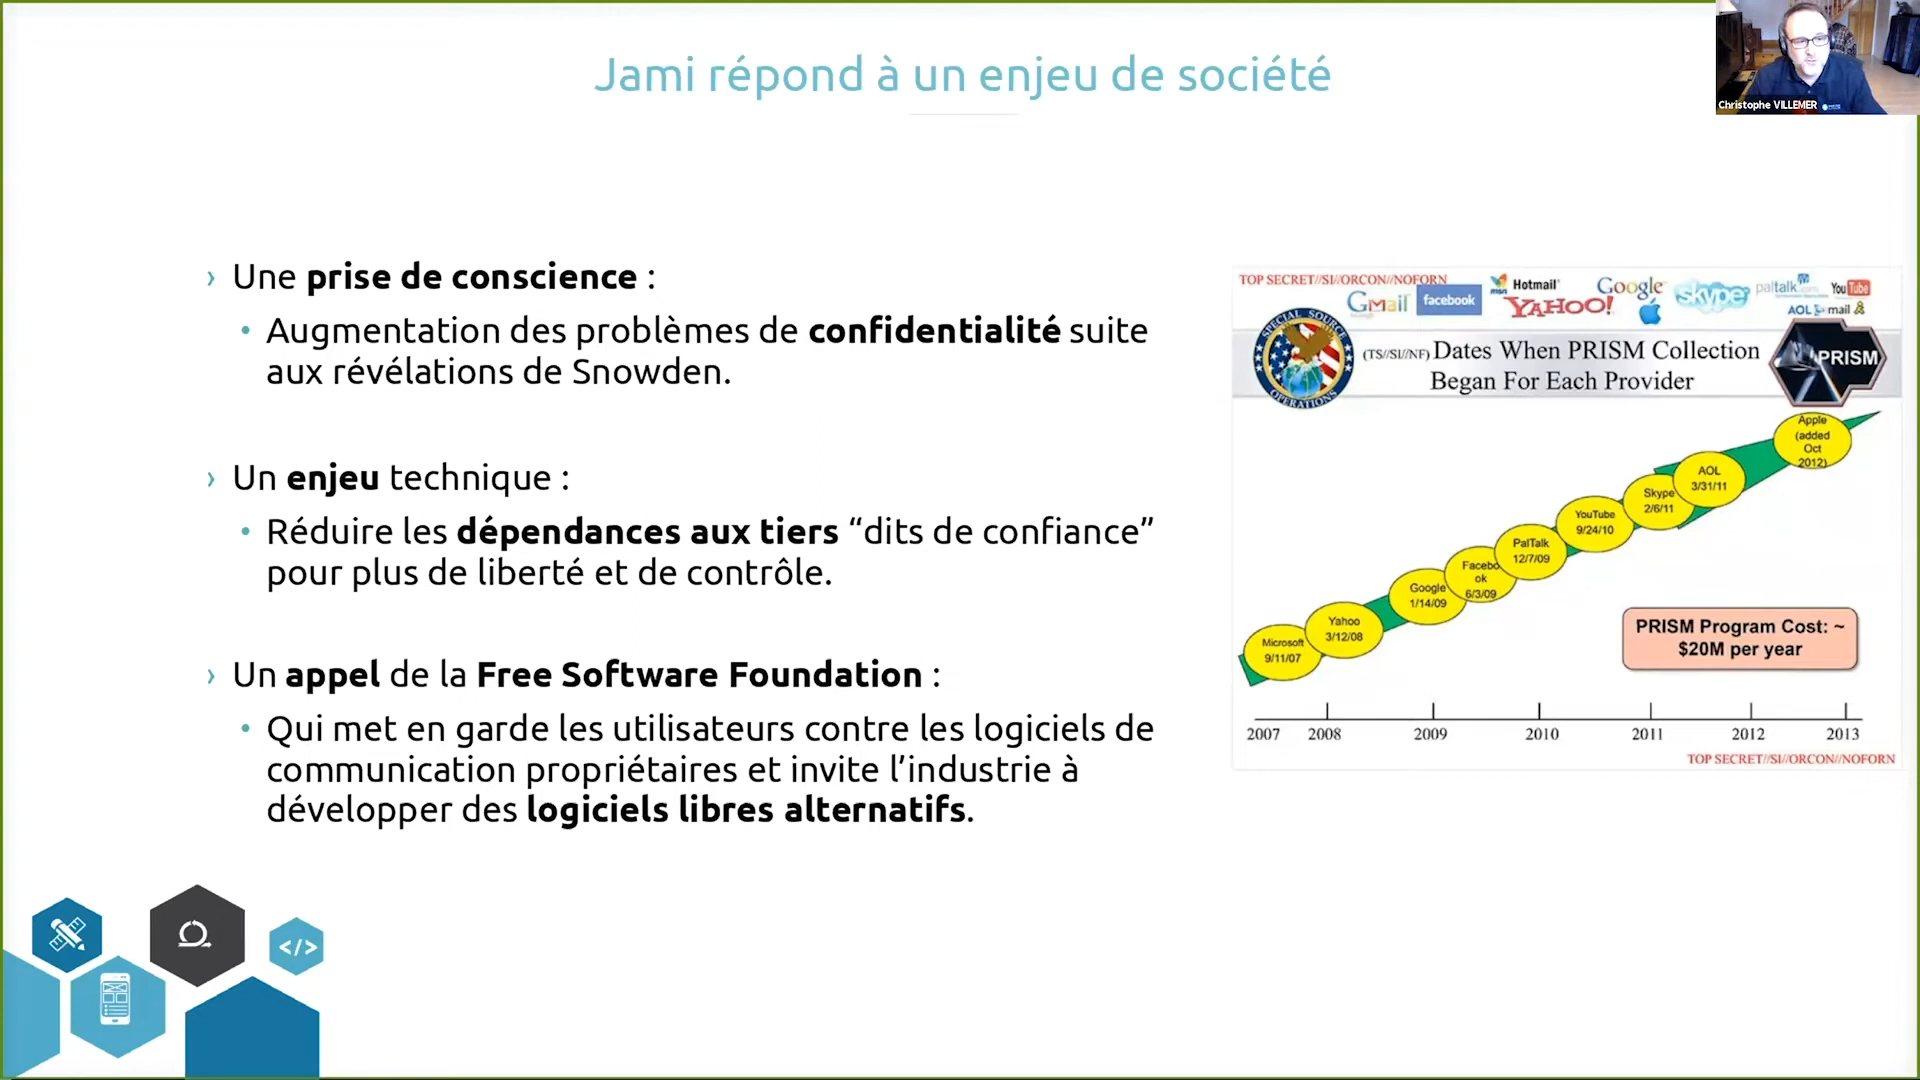 Jami répond à un enjeu de société
Christophe VILLEMER
› Une prise de conscience :
• Augmentation des problèmes de confidentialité suite
aux révélations de Snowden.
› Un enjeu technique :
• Réduire les dépendances aux tiers “dits de confiance”
pour plus de liberté et de contrôle.
› Un appel de la Free Software Foundation :
• Qui met en garde les utilisateurs contre les logiciels de
communication propriétaires et invite l’industrie à
développer des logiciels libres alternatifs.
</>
TOP SECRET//SI//ORCON//NOFORN
Gmail
facebook
msn
Hotmail
YAHOO!
Google
skype
paltalk.com
YouTube
AOL mail
SPECIAL SOURCE OPERATIONS
(TS//SI//NF) Dates When PRISM Collection
Began For Each Provider
PRISM
Microsoft
9/11/07
Yahoo
3/12/08
Google
1/14/09
Facebo
ok
6/3/09
PalTalk
12/7/09
YouTube
9/24/10
Skype
2/6/11
AOL
3/31/11
Apple
(added
Oct
2012)
PRISM Program Cost: ~
$20M per year
2007 2008 2009 2010 2011 2012 2013
TOP SECRET//SI//ORCON//NOFORN